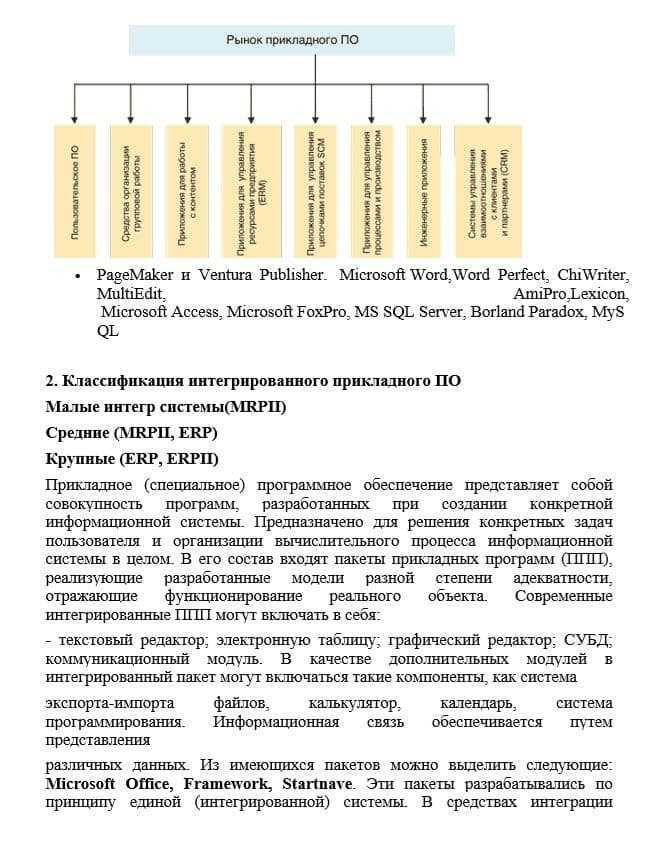 Рынок прикладного ПО
Пользовательское ПО
Средства организации
групповой работы
Приложения для работы
с контентом
Приложения для управления
ресурсами предприятия
(ERM)
Приложения для управления
цепочками поставок SCM
Приложения для управления
процессами и производством
Инженерные приложения
Системы управления
взаимоотношениями
с клиентами
и партнерами (CRM)
• PageMaker и Ventura Publisher. Microsoft Word,Word Perfect, ChiWriter,
MultiEdit, AmiPro,Lexicon,
Microsoft Access, Microsoft FoxPro, MS SQL Server, Borland Paradox, MyS
QL
2. Классификация интегрированного прикладного ПО
Малые интегр системы(MRPII)
Средние (MRPII, ERP)
Крупные (ERP, ERPII)
Прикладное (специальное) программное обеспечение представляет собой
совокупность программ, разработанных при создании конкретной
информационной системы. Предназначено для решения конкретных задач
пользователя и организации вычислительного процесса информационной
системы в целом. В его состав входят пакеты прикладных программ (ППП),
реализующие разработанные модели разной степени адекватности,
отражающие функционирование реального объекта. Современные
интегрированные ППП могут включать в себя:
- текстовый редактор; электронную таблицу; графический редактор; СУБД;
коммуникационный модуль. В качестве дополнительных модулей в
интегрированный пакет могут включаться такие компоненты, как система
экспорта-импорта файлов, калькулятор, календарь, система
программирования. Информационная связь обеспечивается путем
представления
различных данных. Из имеющихся пакетов можно выделить следующие:
Microsoft Office, Framework, Startnave. Эти пакеты разрабатывались по
принципу единой (интегрированной) системы. В средствах интеграции